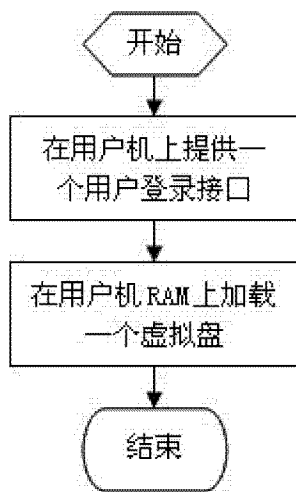 开始
在用户机上提供一
个用户登录接口
在用户机RAM上加载
一个虚拟盘
结束